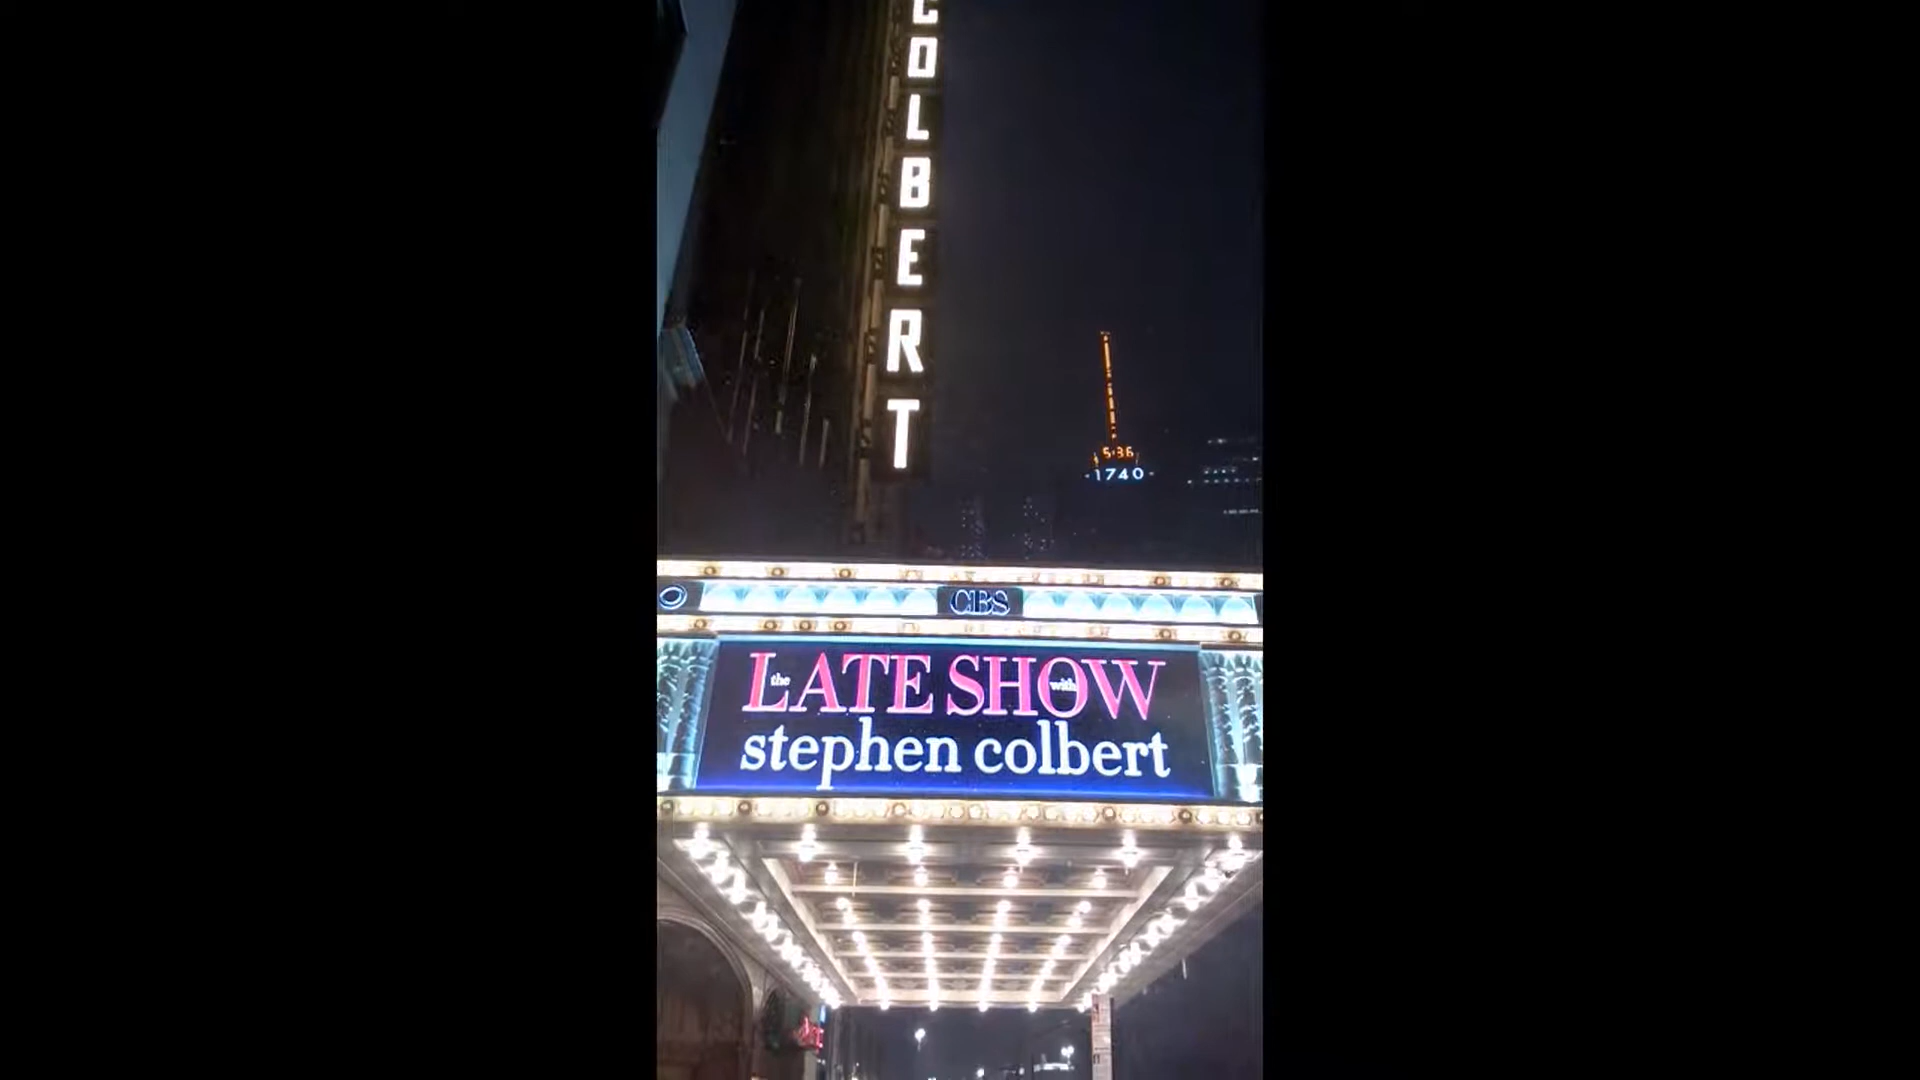 COLBERT
5:36
1740
CBS
the LATE SHOW with
stephen colbert